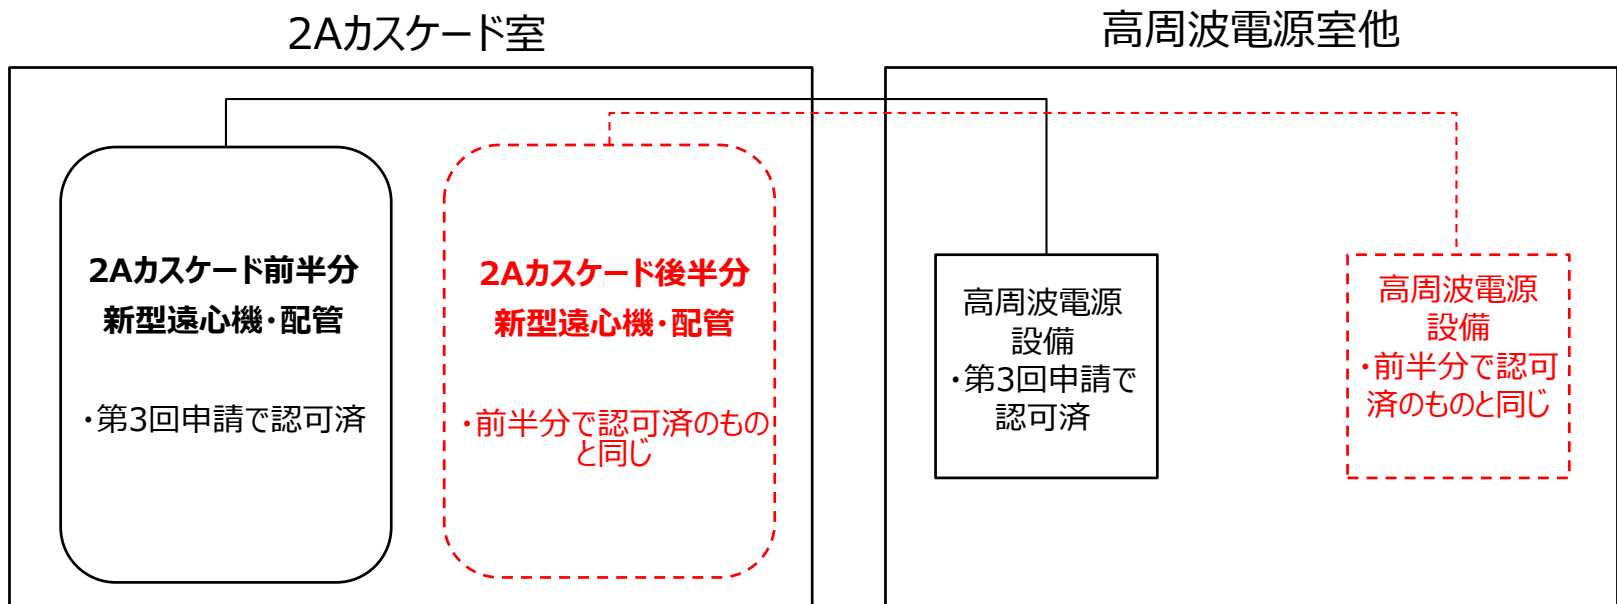 2Aカスケード室
高周波電源室他
2Aカスケード前半分
新型遠心機・配管
・第3回申請で認可済
2Aカスケード後半分
新型遠心機・配管
・前半分で認可済のもの
と同じ
高周波電源
設備
・第3回申請で
認可済
高周波電源
設備
・前半分で認可
済のものと同じ